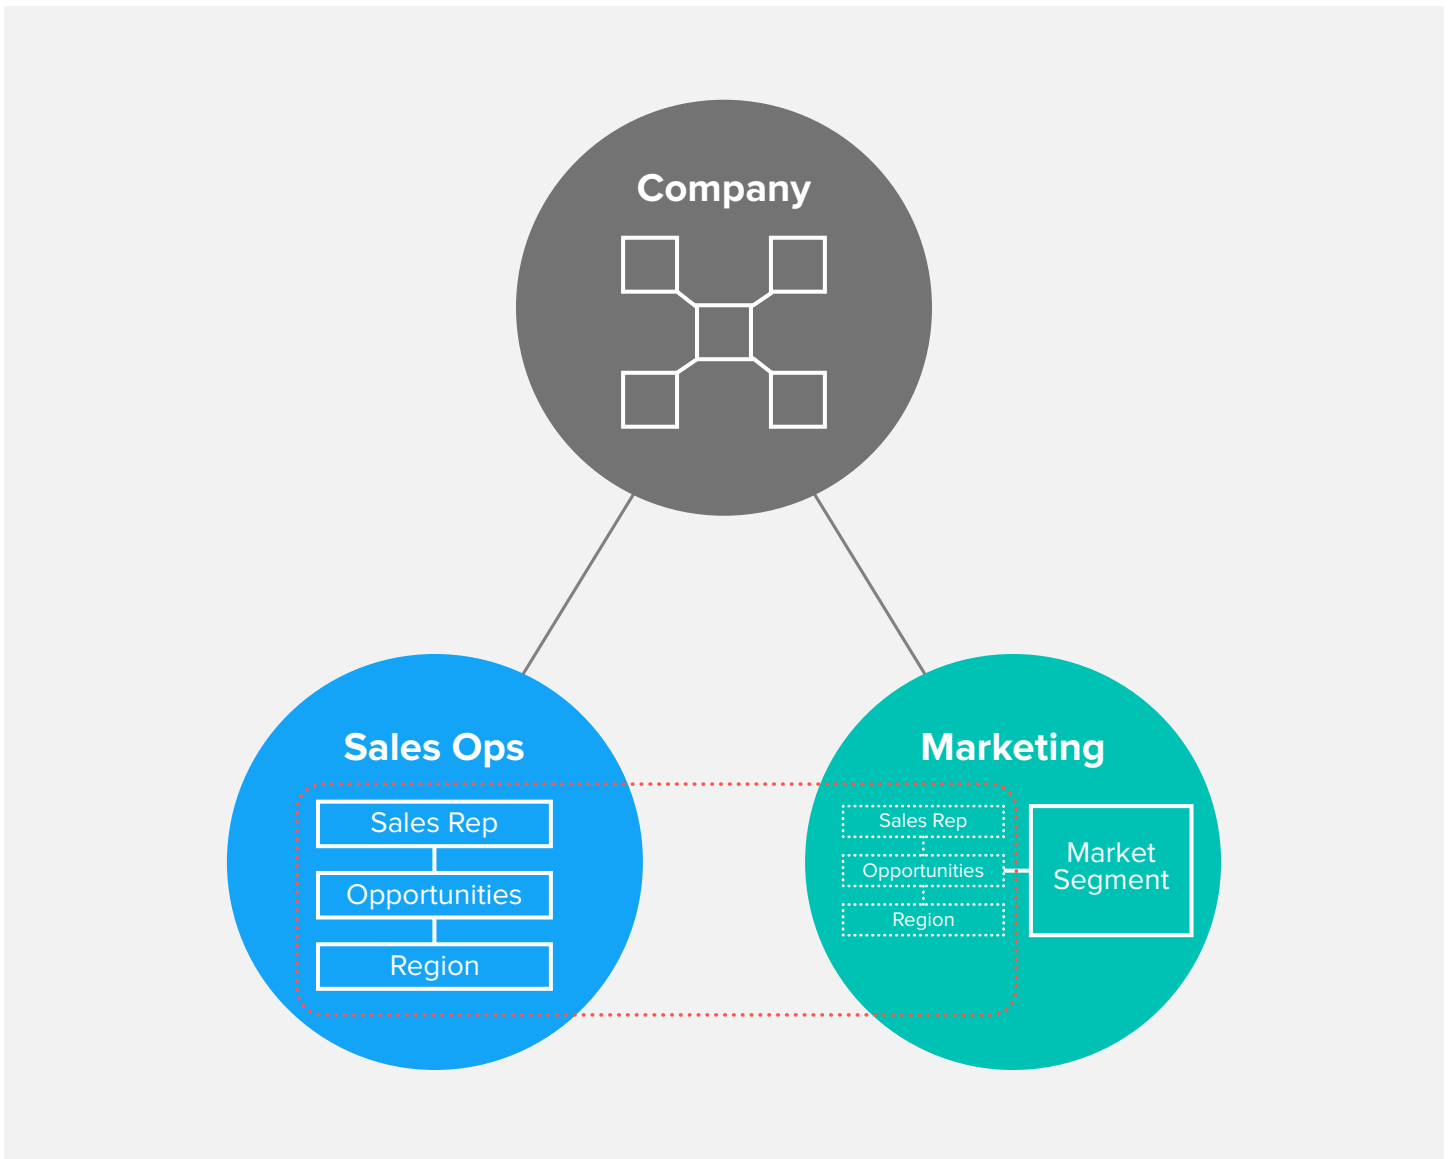 Company
Sales Ops
Sales Rep
Opportunities
Region
Marketing
Sales Rep
Opportunities
Region
Market
Segment